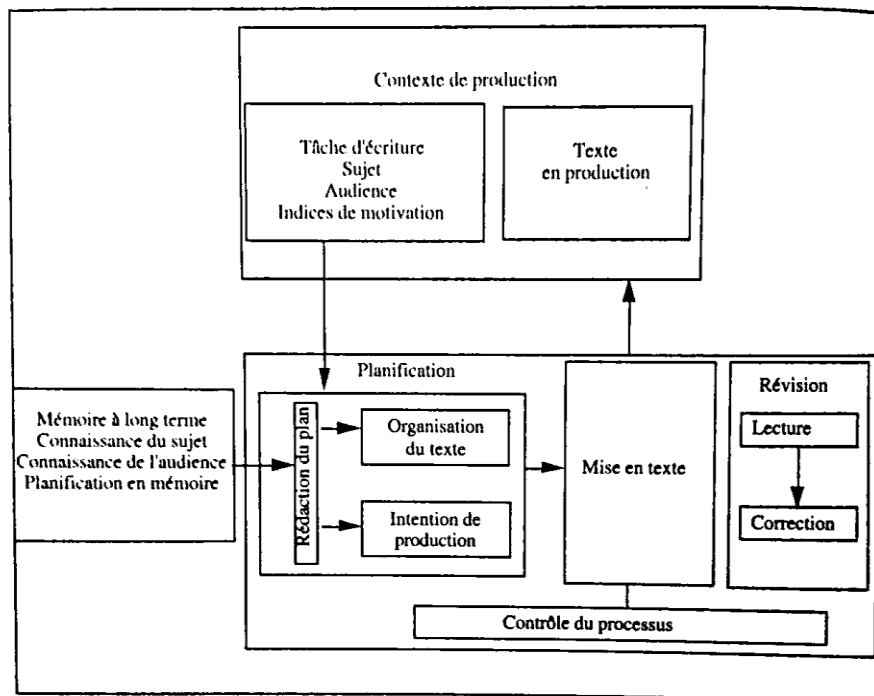 Contexte de production
Tâche d'écriture
Sujet
Audience
Indices de motivation
Texte
en production
Planification
Révision
Mémoire à long terme
Connaissance du sujet
Connaissance de l'audience
Planification en mémoire
Rédaction du plan
Organisation
du texte
Intention de
production
Mise en texte
Lecture
Correction
Contrôle du processus